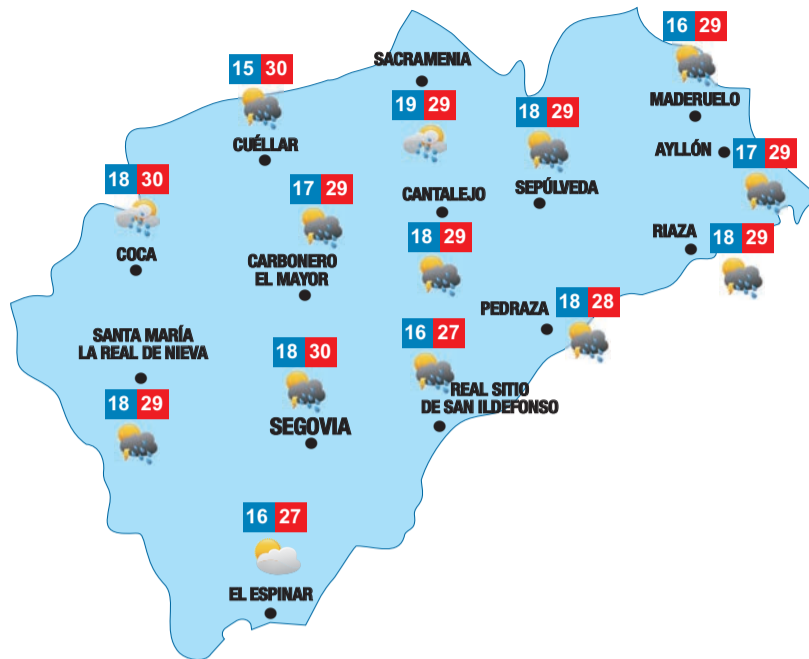 16 29
MADERUELO
SACRAMENIA
15 30
CUÉLLAR
19 29
18 29
SEPÚLVEDA
AYLLÓN
17 29
18 30
COCA
17 29
CARBONERO
EL MAYOR
CANTALEJO
18 29
RIAZA
18 29
PEDRAZA
18 28
SANTA MARÍA
LA REAL DE NIEVA
18 29
18 30
SEGOVIA
16 27
REAL SITIO
DE SAN ILDEFONSO
16 27
EL ESPINAR